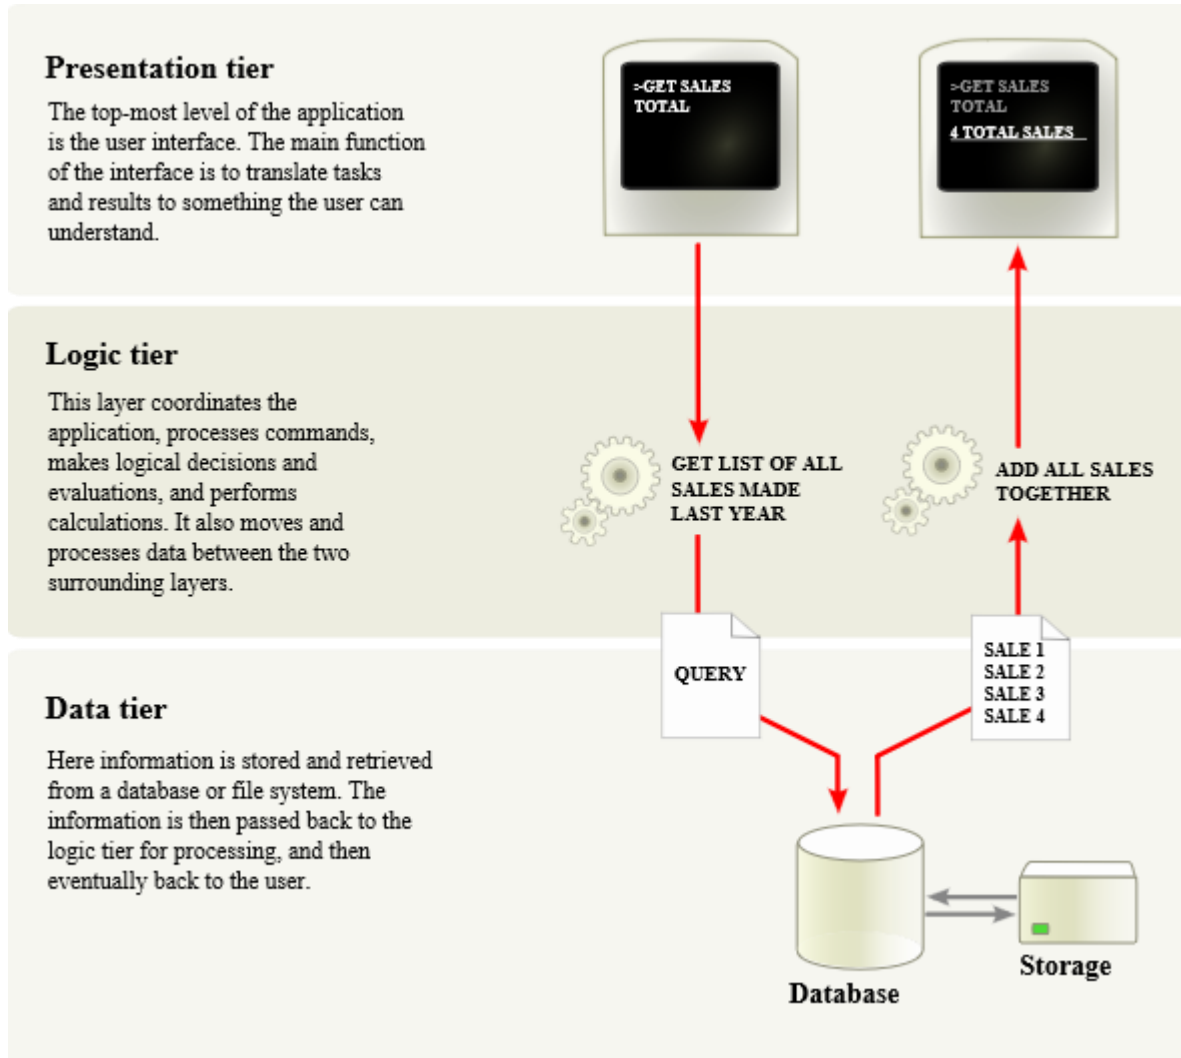 Presentation tier
The top-most level of the application
is the user interface. The main function
of the interface is to translate tasks
and results to something the user can
understand.
>GET SALES
TOTAL
>GET SALES
TOTAL
4 TOTAL SALES
Logic tier
This layer coordinates the
application, processes commands,
makes logical decisions and
evaluations, and performs
calculations. It also moves and
processes data between the two
surrounding layers.
GET LIST OF ALL
SALES MADE
LAST YEAR
ADD ALL SALES
TOGETHER
QUERY
SALE 1
SALE 2
SALE 3
SALE 4
Data tier
Here information is stored and retrieved
from a database or file system. The
information is then passed back to the
logic tier for processing, and then
eventually back to the user.
Database
Storage